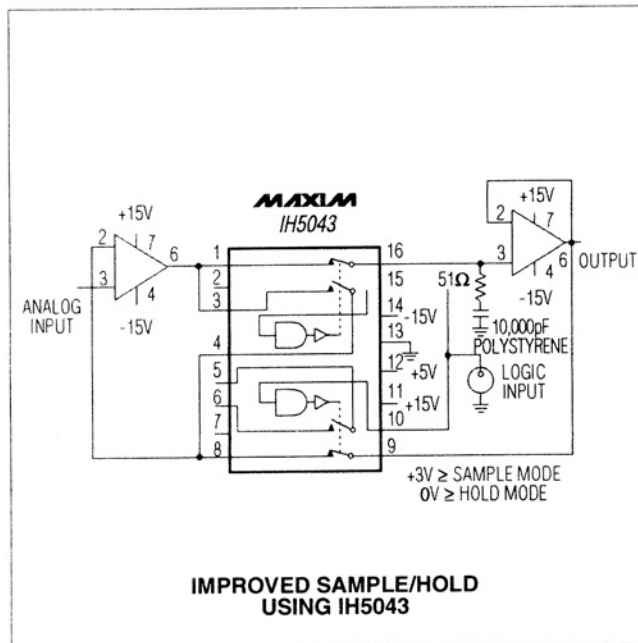 MAXIM
IH5043
+15V
2
7
6
3
4
-15V
ANALOG
INPUT
1
2
3
4
5
6
7
8
16
15
14
-15V
13
12
+5V
11
+15V
10
9
51Ω
+15V
2
7
3
4
6
OUTPUT
-15V
10,000pF
POLYSTYRENE
LOGIC
INPUT
+3V ≥ SAMPLE MODE
0V ≥ HOLD MODE
IMPROVED SAMPLE/HOLD
USING IH5043